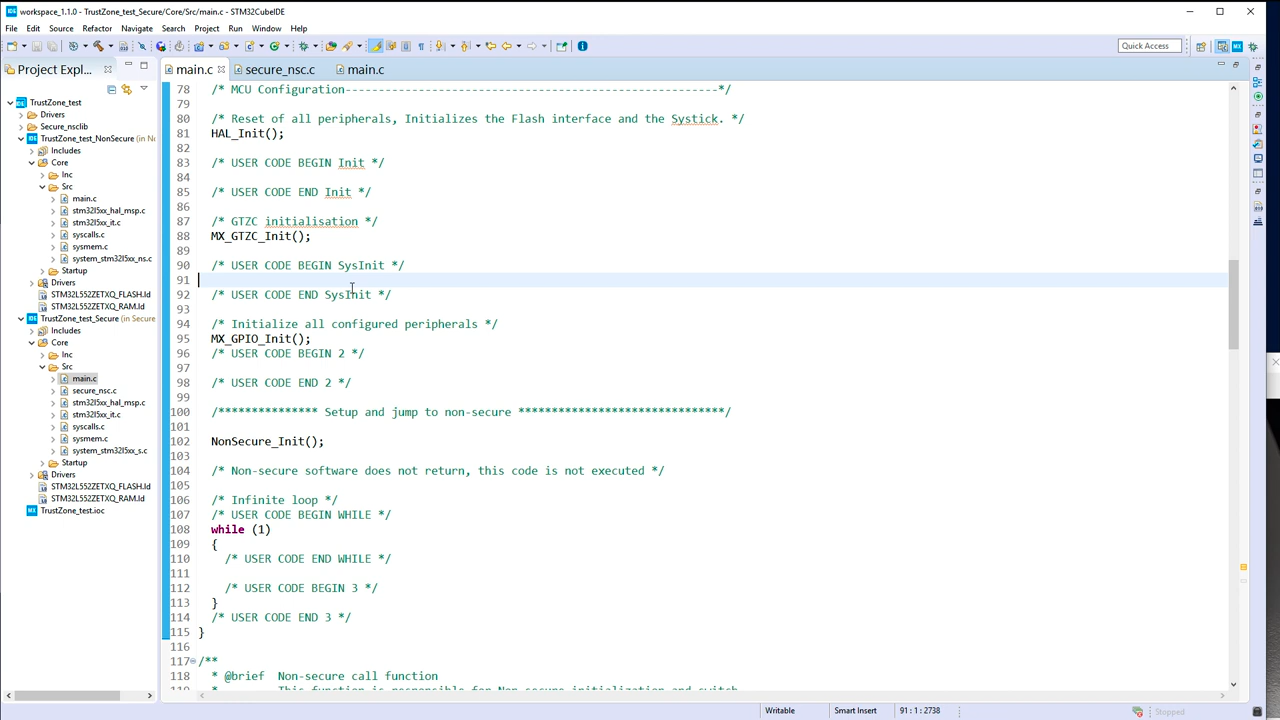 workspace_1.1.0 - TrustZone_test_Secure/Core/Src/main.c - STM32CubeIDE
File Edit Source Refactor Navigate Search Project Run Window Help
Quick Access
Project Expl...
main.c secure_nsc.c main.c
TrustZone_test
Drivers
Secure_nsclib
TrustZone_test_NonSecure (in N
Includes
Core
Inc
Src
main.c
stm32l5xx_hal_msp.c
stm32l5xx_it.c
syscalls.c
sysmem.c
system_stm32l5xx_ns.c
Startup
Drivers
STM32L552ZETXQ_FLASH.ld
STM32L552ZETXQ_RAM.ld
TrustZone_test_Secure (in Secure
Includes
Core
Inc
Src
main.c
secure_nsc.c
stm32l5xx_hal_msp.c
stm32l5xx_it.c
syscalls.c
sysmem.c
system_stm32l5xx_s.c
Startup
Drivers
STM32L552ZETXQ_FLASH.ld
STM32L552ZETXQ_RAM.ld
TrustZone_test.ioc
78 /* MCU Configuration--------------------------------------------------------*/
79
80 /* Reset of all peripherals, Initializes the Flash interface and the Systick. */
81 HAL_Init();
82
83 /* USER CODE BEGIN Init */
84
85 /* USER CODE END Init */
86
87 /* GTZC initialisation */
88 MX_GTZC_Init();
89
90 /* USER CODE BEGIN SysInit */
91
92 /* USER CODE END SysInit */
93
94 /* Initialize all configured peripherals */
95 MX_GPIO_Init();
96 /* USER CODE BEGIN 2 */
97
98 /* USER CODE END 2 */
99
100 /*************** Setup and jump to non-secure *******************************/
101
102 NonSecure_Init();
103
104 /* Non-secure software does not return, this code is not executed */
105
106 /* Infinite loop */
107 /* USER CODE BEGIN WHILE */
108 while (1)
109 {
110 /* USER CODE END WHILE */
111
112 /* USER CODE BEGIN 3 */
113 }
114 /* USER CODE END 3 */
115 }
116
117 /**
118 * @brief Non-secure call function
Writable Smart Insert 91 : 1 : 2738 Stopped